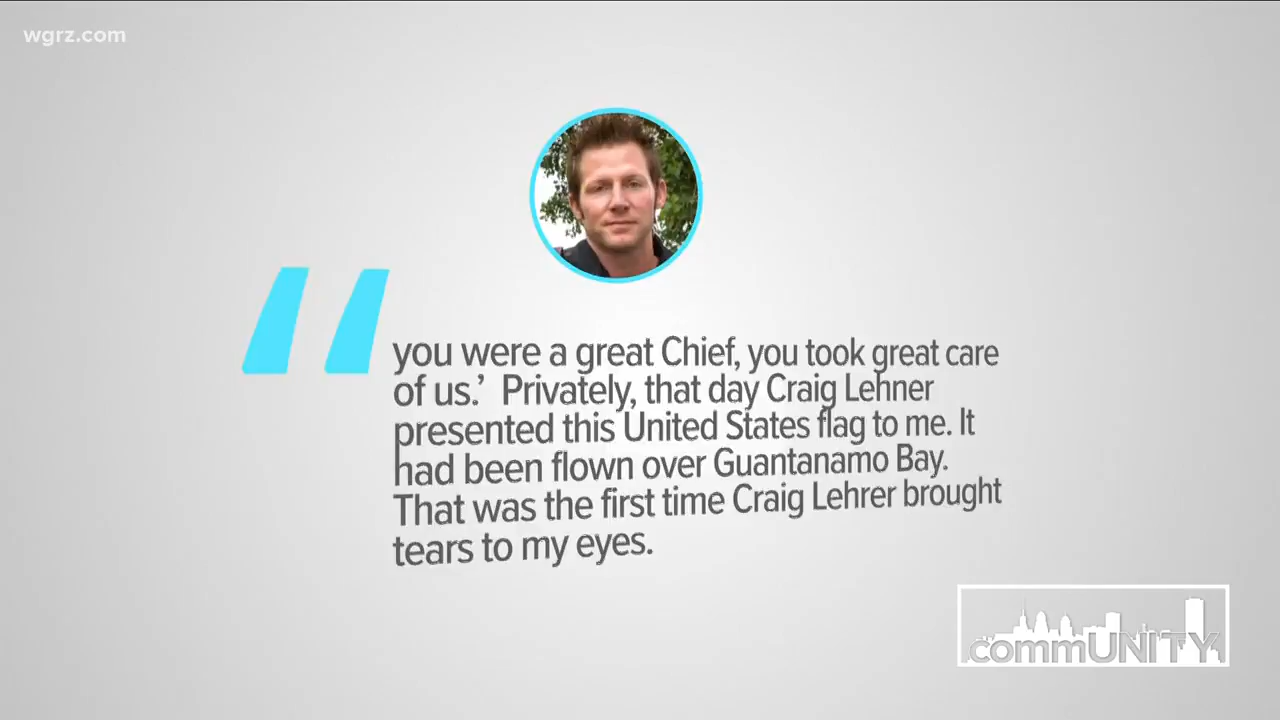 wgrz.com
“
you were a great Chief, you took great care
of us.’  Privately, that day Craig Lehner
presented this United States flag to me. It
had been flown over Guantanamo Bay.
That was the first time Craig Lehrer brought
tears to my eyes.
commUNITY